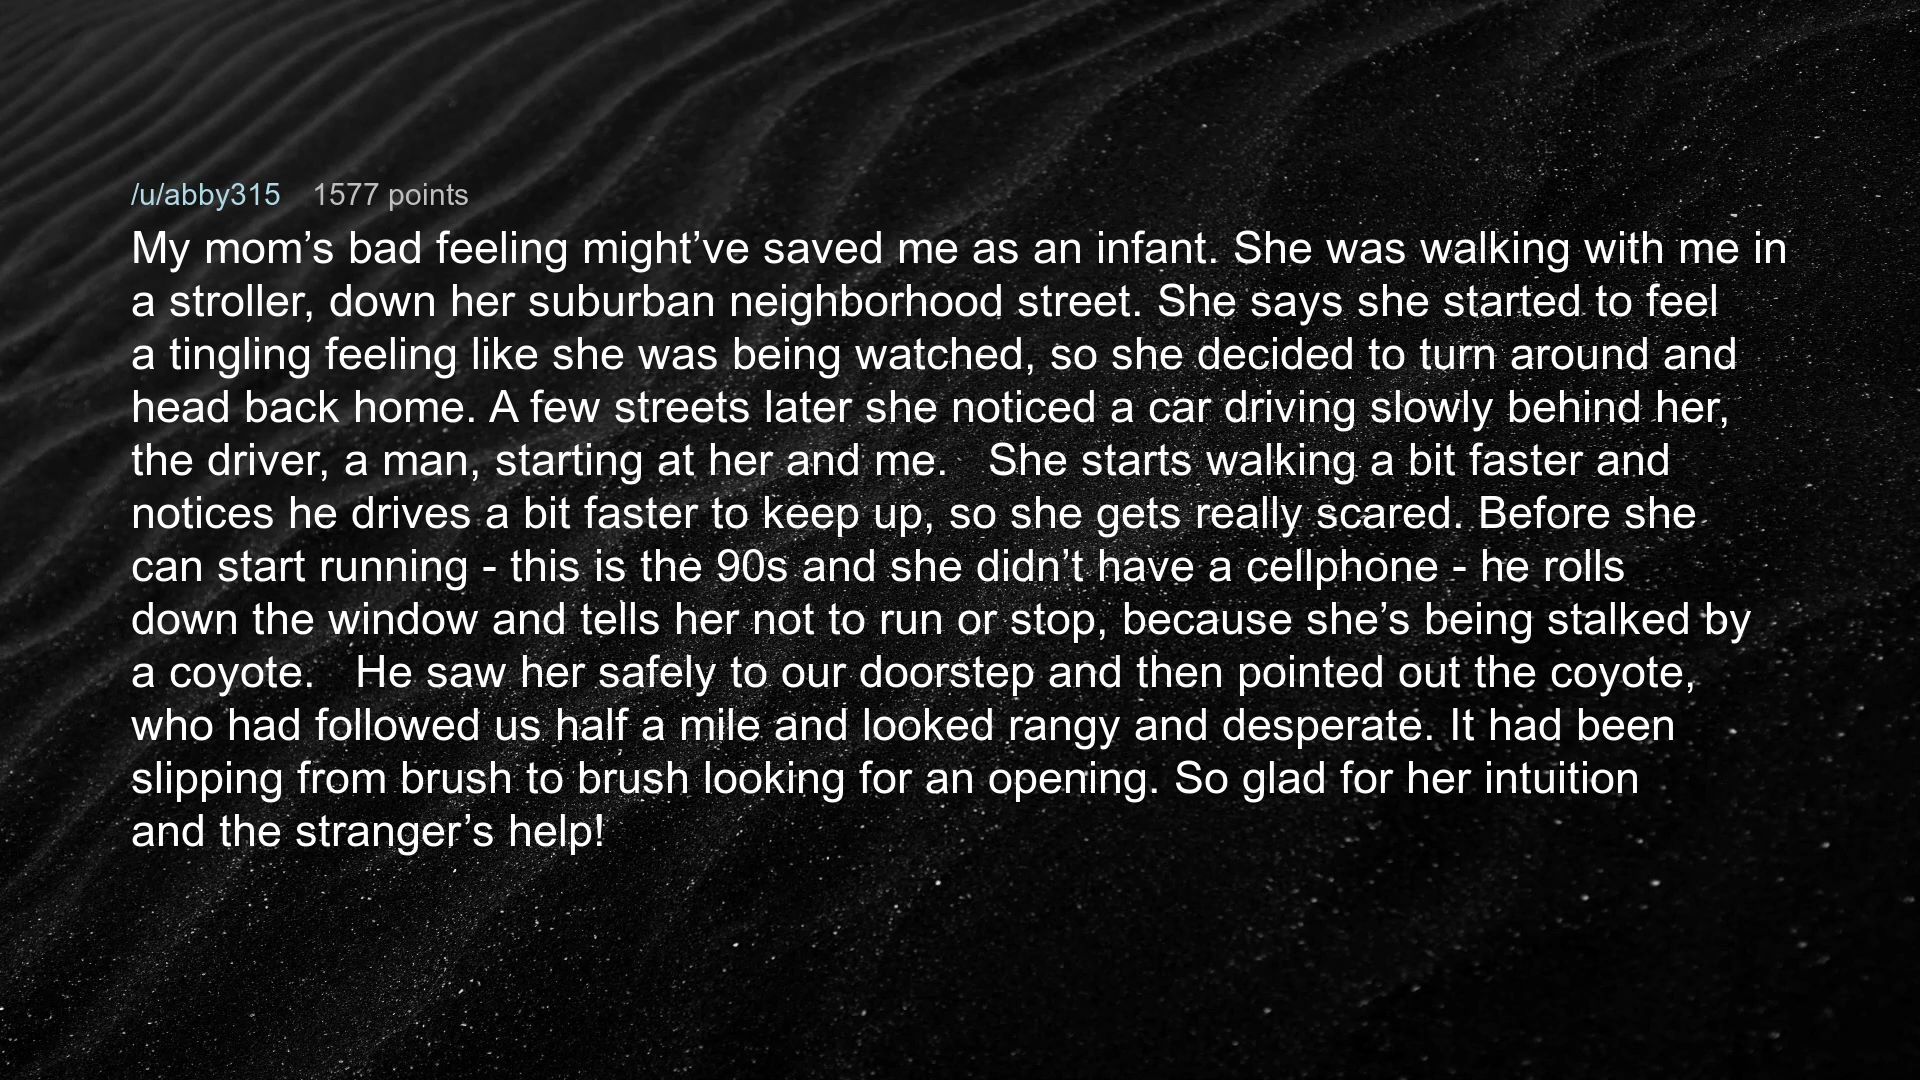 /u/abby315 1577 points
My mom’s bad feeling might’ve saved me as an infant. She was walking with me in
a stroller, down her suburban neighborhood street. She says she started to feel
a tingling feeling like she was being watched, so she decided to turn around and
head back home. A few streets later she noticed a car driving slowly behind her,
the driver, a man, starting at her and me. She starts walking a bit faster and
notices he drives a bit faster to keep up, so she gets really scared. Before she
can start running - this is the 90s and she didn’t have a cellphone - he rolls
down the window and tells her not to run or stop, because she’s being stalked by
a coyote. He saw her safely to our doorstep and then pointed out the coyote,
who had followed us half a mile and looked rangy and desperate. It had been
slipping from brush to brush looking for an opening. So glad for her intuition
and the stranger’s help!